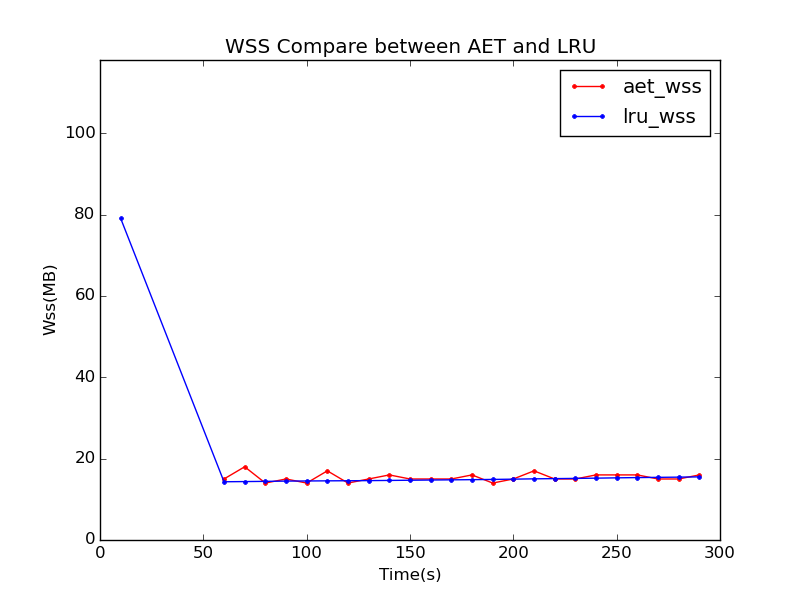 WSS Compare between AET and LRU
aet_wss
lru_wss
100
80
60
40
20
0
Wss(MB)
0 50 100 150 200 250 300
Time(s)